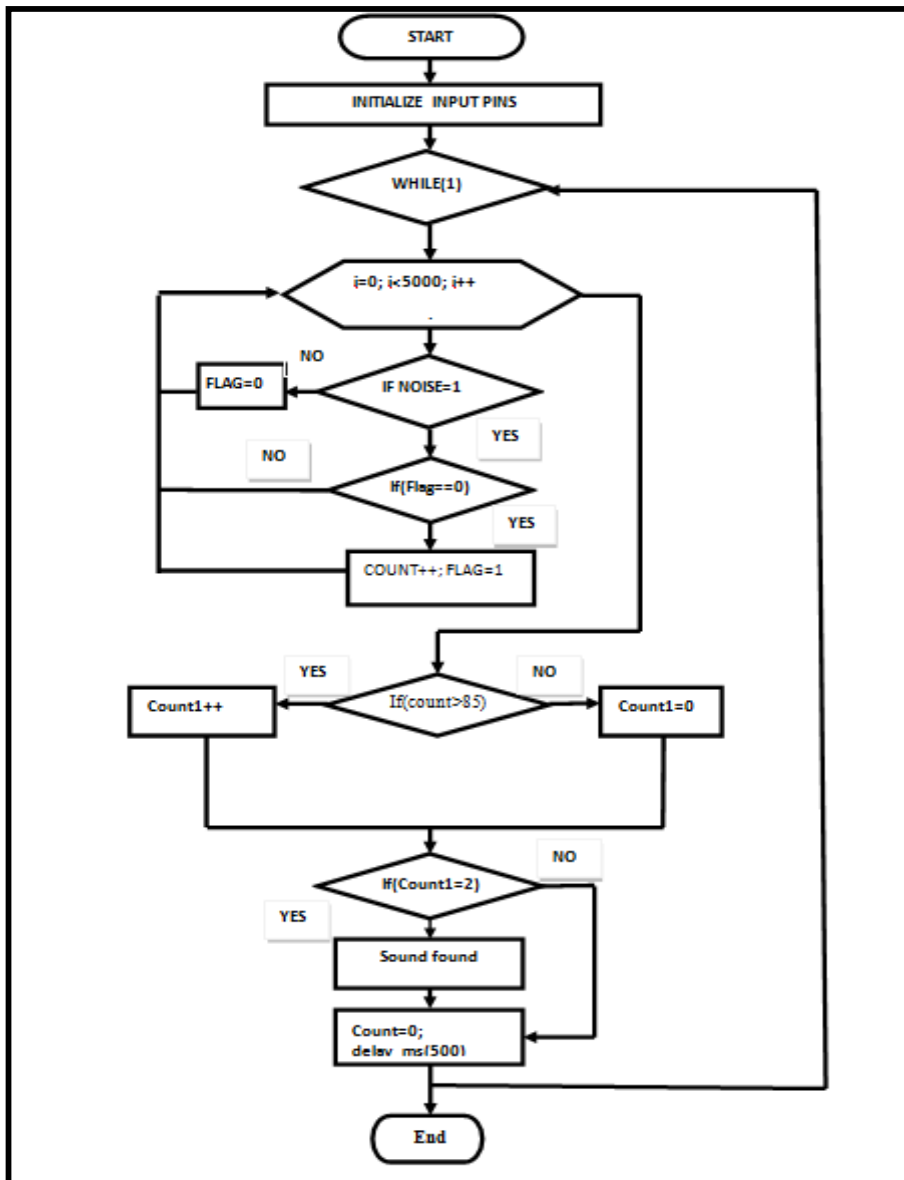 START
INITIALIZE INPUT PINS
WHILE(1)
i=0; i<5000; i++
NO
FLAG=0
IF NOISE=1
YES
NO
If(Flag==0)
YES
COUNT++; FLAG=1
YES
NO
Count1++
If(count>85)
Count1=0
NO
If(Count1=2)
YES
Sound found
Count=0;
delay_ms(500)
End